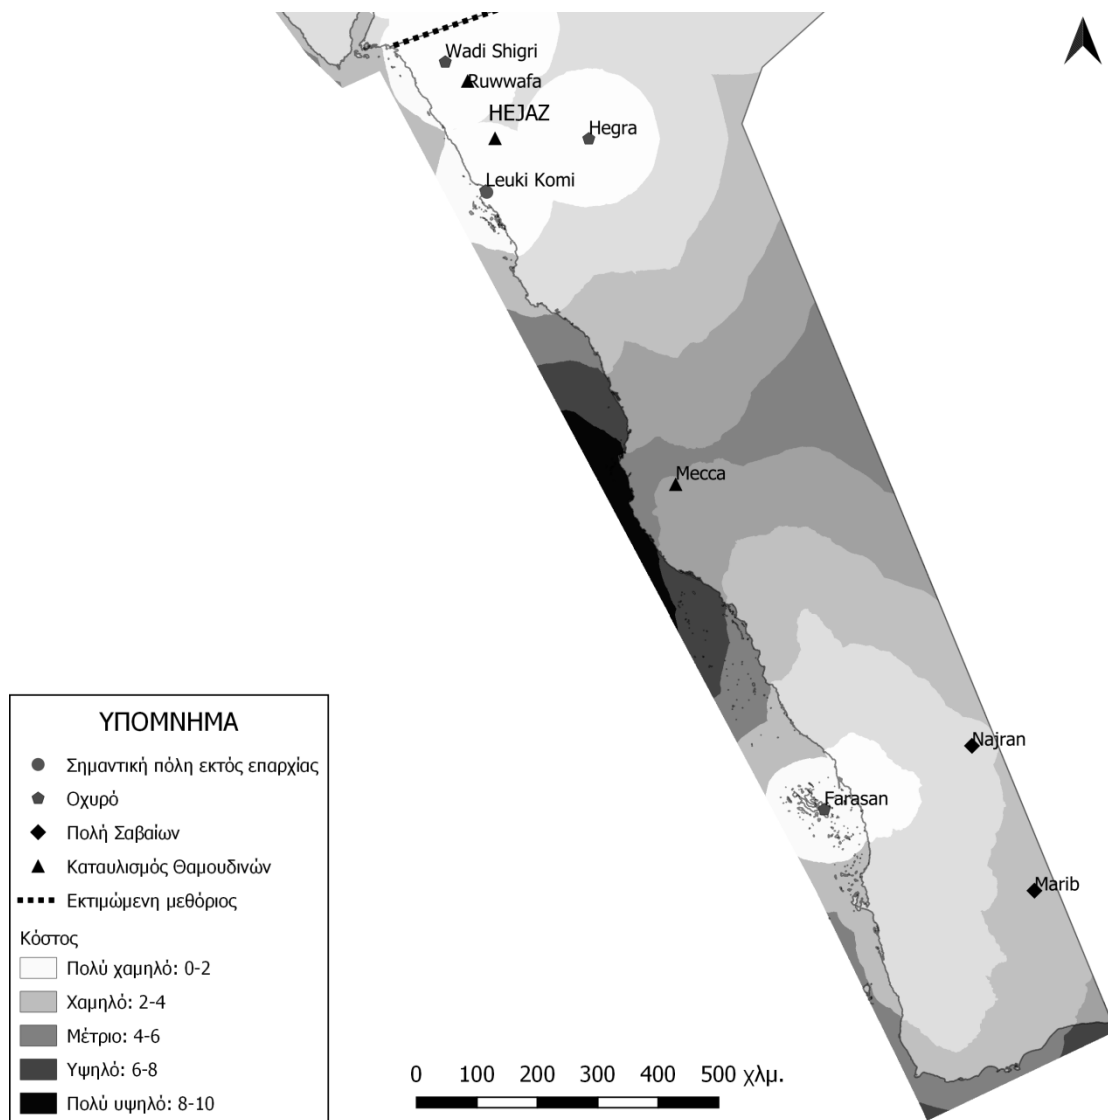 Wadi Shigri
Ruwwafa
HEJAZ
Hegra
Leuki Komi
Mecca
Najran
Farasan
Marib
ΥΠΟΜΝΗΜΑ
Σημαντική πόλη εκτός επαρχίας
Οχυρό
Πολή Σαβαίων
Καταυλισμός Θαμουδινών
Εκτιμώμενη μεθόριος
Κόστος
Πολύ χαμηλό: 0-2
Χαμηλό: 2-4
Μέτριο: 4-6
Υψηλό: 6-8
Πολύ υψηλό: 8-10
0 100 200 300 400 500 χλμ.